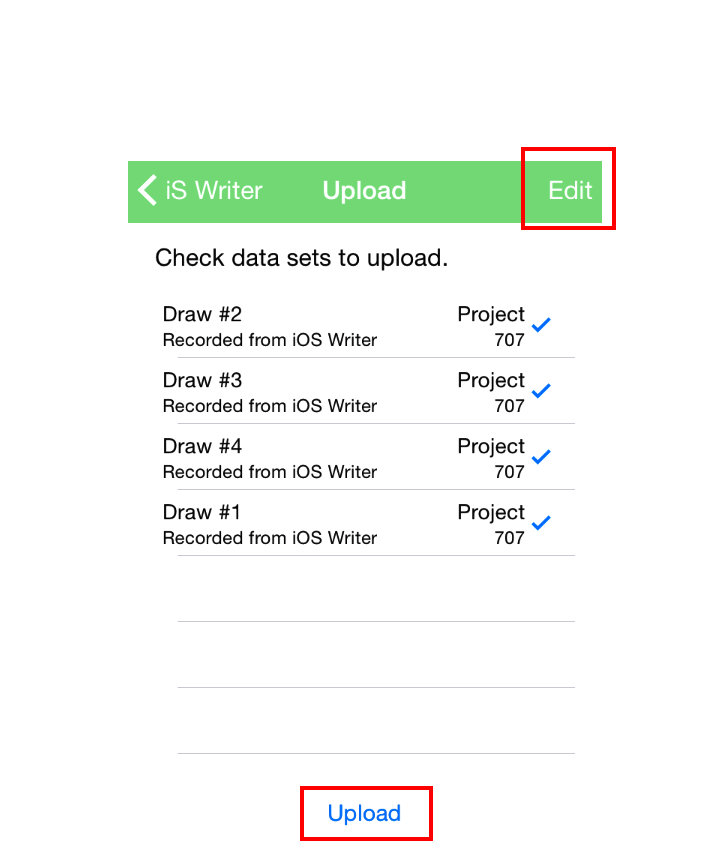 iS Writer Upload Edit
Check data sets to upload.
Draw #2 Project
Recorded from iOS Writer 707
Draw #3 Project
Recorded from iOS Writer 707
Draw #4 Project
Recorded from iOS Writer 707
Draw #1 Project
Recorded from iOS Writer 707
Upload